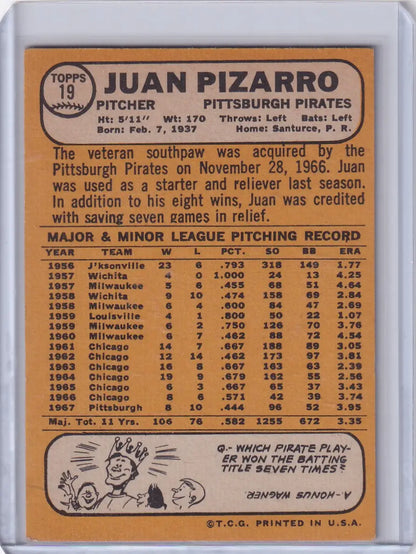 TOPPS
19
JUAN PIZARRO
PITCHER PITTSBURGH PIRATES
Ht: 5'11" Wt: 170 Throws: Left Bats: Left
Born: Feb. 7, 1937 Home: Santurce, P. R.
The veteran southpaw was acquired by the
Pittsburgh Pirates on November 28, 1966. Juan
was used as a starter and reliever last season.
In addition to his eight wins, Juan was credited
with saving seven games in relief.
MAJOR & MINOR LEAGUE PITCHING RECORD
YEAR TEAM W L PCT. SO BB ERA
1956 J'ksonville 23 6 .793 318 149 1.77
1957 Wichita 4 0 1.000 24 13 4.25
1957 Milwaukee 5 6 .455 68 51 4.64
1958 Wichita 9 10 .474 158 69 2.84
1958 Milwaukee 6 4 .600 84 47 2.69
1959 Louisville 4 1 .800 50 22 1.07
1959 Milwaukee 6 2 .750 126 70 3.76
1960 Milwaukee 6 7 .462 88 72 4.54
1961 Chicago 14 7 .667 188 89 3.05
1962 Chicago 12 14 .462 173 97 3.81
1963 Chicago 16 8 .667 163 63 2.39
1964 Chicago 19 9 .679 162 55 2.56
1965 Chicago 6 3 .667 65 37 3.43
1966 Chicago 8 6 .571 42 39 3.74
1967 Pittsburgh 8 10 .444 96 52 3.95
Maj. Tot. 11 Yrs. 106 76 .582 1255 672 3.35
Q.- WHICH PIRATE PLAY-
ER WON THE BATTING
TITLE SEVEN TIMES?
A-HONUS WAGNER
©T.C.G. PRINTED IN U.S.A.